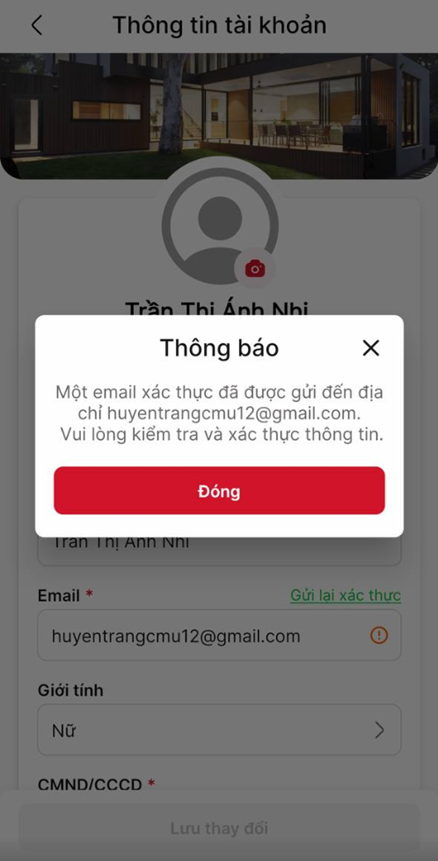 Thông tin tài khoản
Trần Thị Ánh Nhi
Thông báo
Một email xác thực đã được gửi đến địa
chỉ huyentrangcmu12@gmail.com.
Vui lòng kiểm tra và xác thực thông tin.
Đóng
Trần Thị Ánh Nhi
Email *
Gửi lại xác thực
huyentrangcmu12@gmail.com
Giới tính
Nữ
CMND/CCCD *
Lưu thay đổi